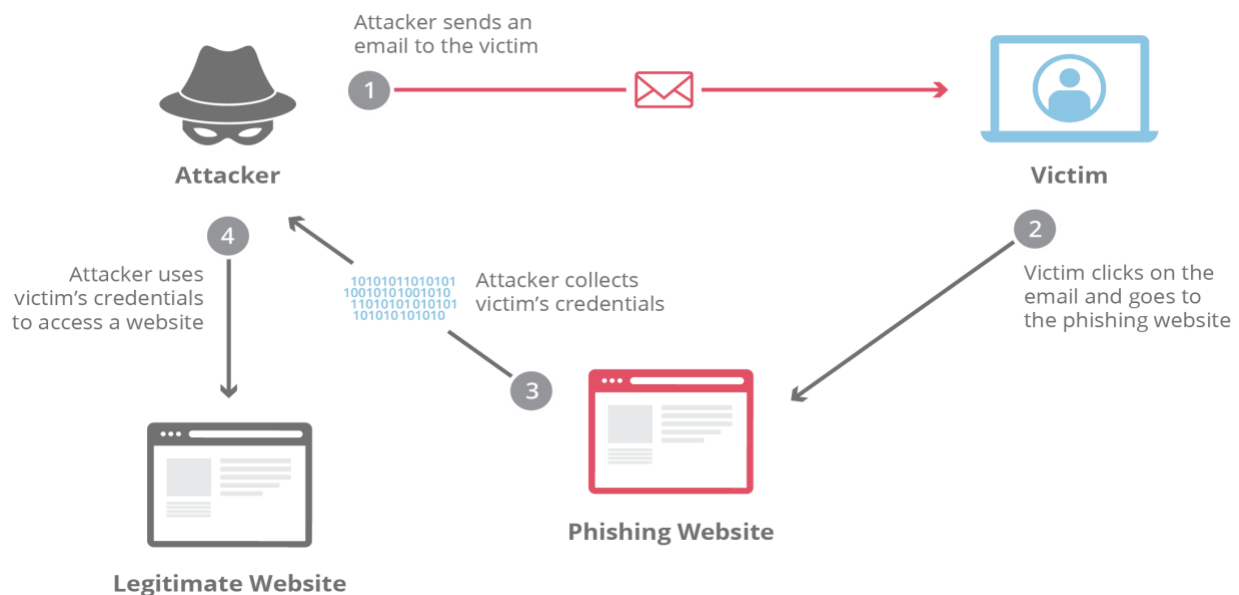 Attacker sends an
email to the victim
1
Attacker
Victim
2
Victim clicks on the
email and goes to
the phishing website
4
Attacker uses
victim's credentials
to access a website
10101011010101
10010101001010
11010101010101
101010101010
Attacker collects
victim's credentials
3
Phishing Website
Legitimate Website